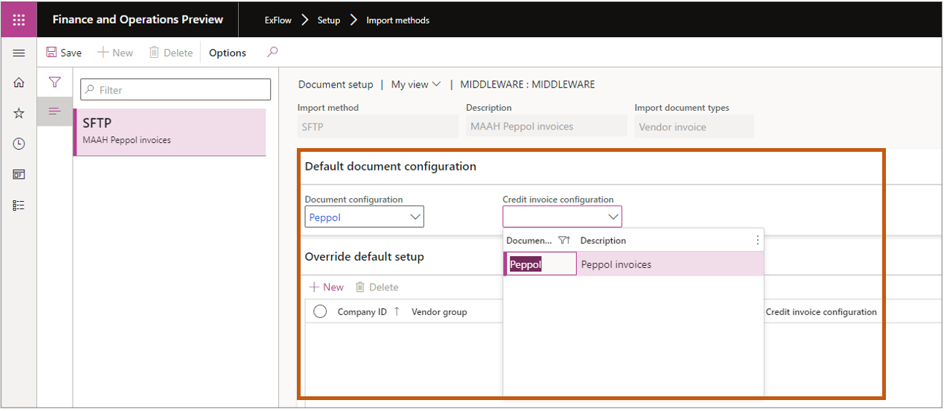 Finance and Operations Preview
ExFlow > Setup > Import methods
Save New Delete Options
Filter
SFTP
MAAH Peppol invoices
Document setup | My view | MIDDLEWARE : MIDDLEWARE
Import method Description Import document types
SFTP MAAH Peppol invoices Vendor invoice
Default document configuration
Document configuration Credit invoice configuration
Peppol
Documen... Description
Peppol Peppol invoices
Override default setup
New Delete
Company ID Vendor group Credit invoice configuration